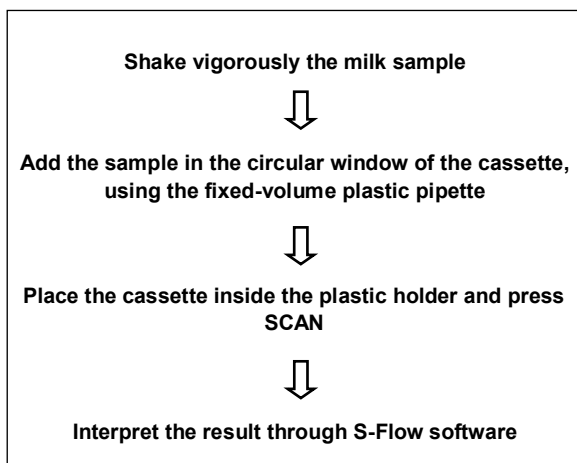 Shake vigorously the milk sample
Add the sample in the circular window of the cassette,
using the fixed-volume plastic pipette
Place the cassette inside the plastic holder and press
SCAN
Interpret the result through S-Flow software